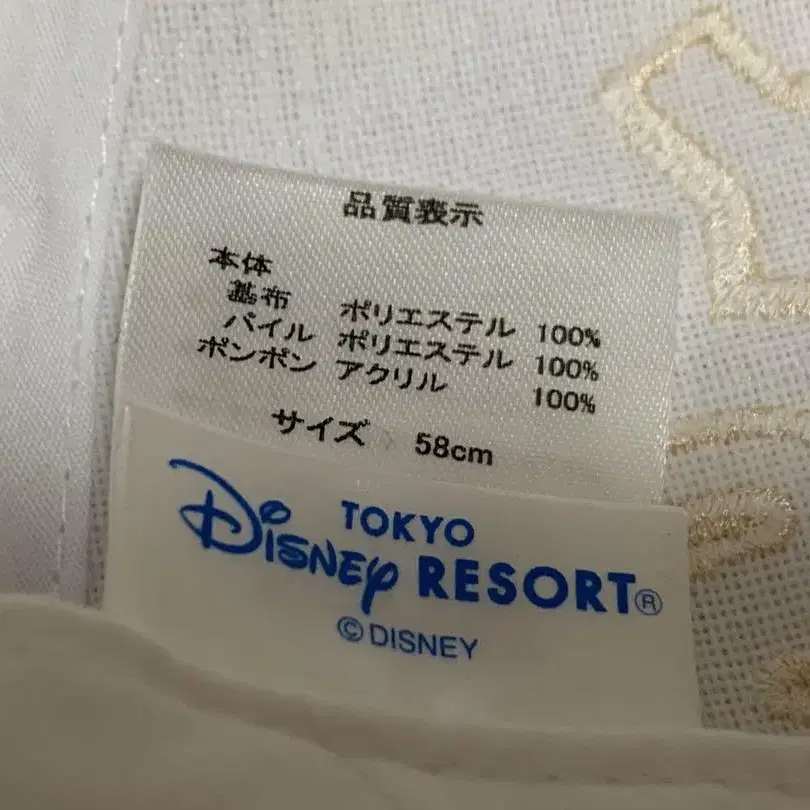 品質表示
本体
基布 ポリエステル 100%
パイル ポリエステル 100%
ポンポン アクリル 100%
サイズ 58cm
TOKYO
DISNEY RESORT®
©DISNEY